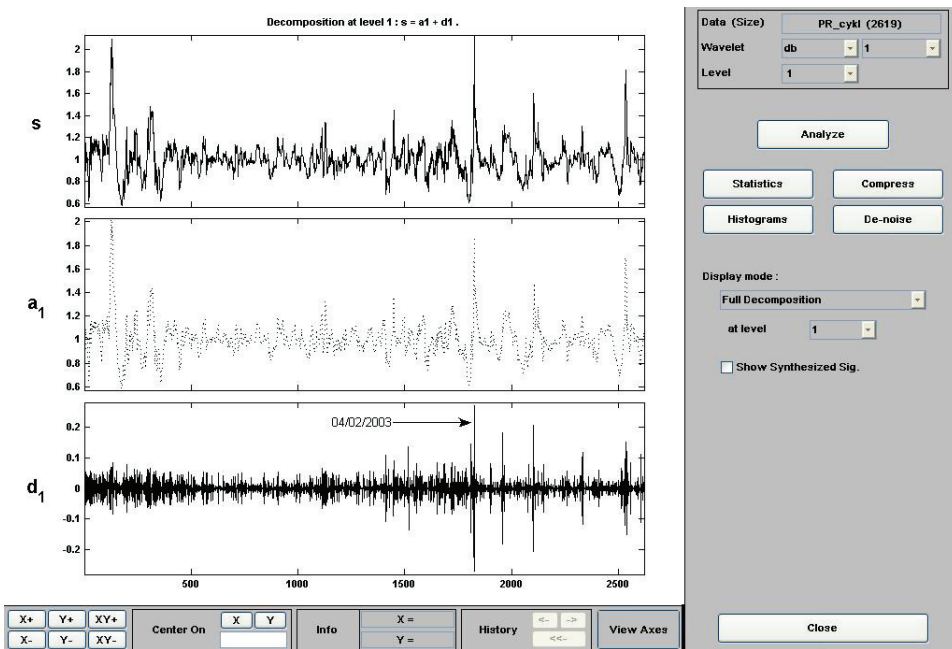 Decomposition at level 1 : s = a1 + d1 .
s
2
1.8
1.6
1.4
1.2
1
0.8
0.6
a1
2
1.8
1.6
1.4
1.2
1
0.8
0.6
d1
0.2
0.1
0
-0.1
-0.2
04/02/2003
500 1000 1500 2000 2500
Data (Size) PR_cykl (2619)
Wavelet db 1
Level 1
Analyze
Statistics Compress
Histograms De-noise
Display mode :
Full Decomposition
at level 1
Show Synthesized Sig.
X+ Y+ XY+
X- Y- XY-
Center On X Y
Info X =
Y =
History <- ->
<<-
View Axes
Close